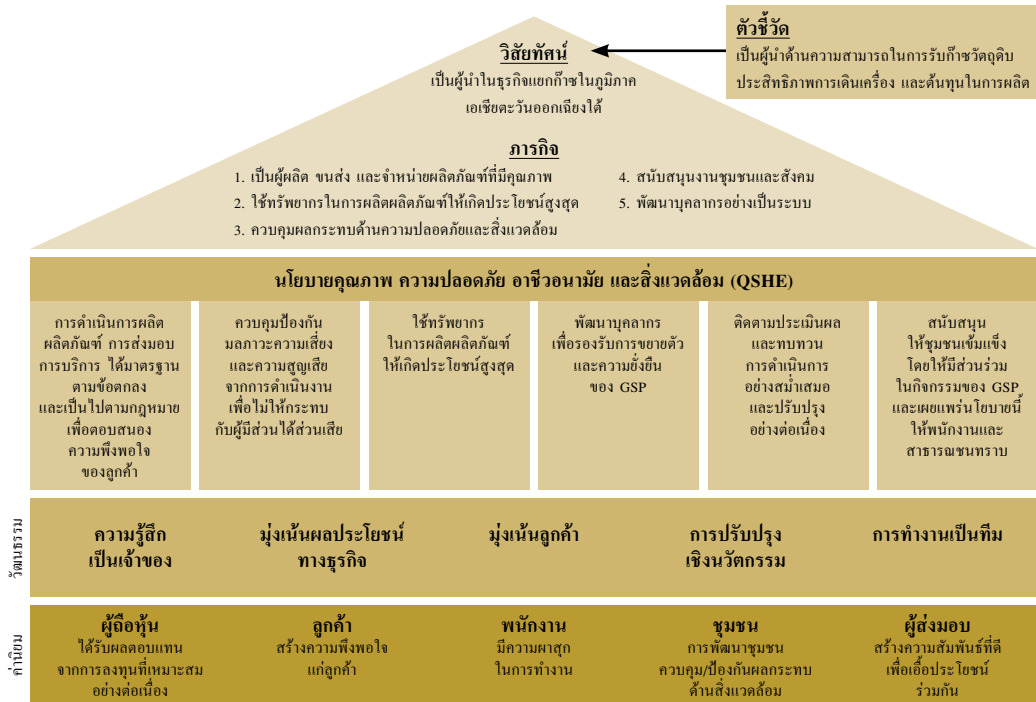 ตัวชี้วัด
เป็นผู้นำด้านความสามารถในการรับก๊าซวัตถุดิบ
ประสิทธิภาพการเดินเครื่อง และต้นทุนในการผลิต
วิสัยทัศน์
เป็นผู้นำในธุรกิจแยกก๊าซในภูมิภาค
เอเชียตะวันออกเฉียงใต้
ภารกิจ
1. เป็นผู้ผลิต ขนส่ง และจำหน่ายผลิตภัณฑ์ที่มีคุณภาพ
2. ใช้ทรัพยากรในการผลิตผลิตภัณฑ์ให้เกิดประโยชน์สูงสุด
3. ควบคุมผลกระทบด้านความปลอดภัยและสิ่งแวดล้อม
4. สนับสนุนงานชุมชนและสังคม
5. พัฒนาบุคลากรอย่างเป็นระบบ
นโยบายคุณภาพ ความปลอดภัย อาชีวอนามัย และสิ่งแวดล้อม (QSHE)
การดำเนินการผลิต
ผลิตภัณฑ์ การส่งมอบ
การบริการ ได้มาตรฐาน
ตามข้อตกลง
และเป็นไปตามกฎหมาย
เพื่อตอบสนอง
ความพึงพอใจ
ของลูกค้า
ควบคุมป้องกัน
มลภาวะความเสี่ยง
และความสูญเสีย
จากการดำเนินงาน
เพื่อไม่ให้กระทบ
กับผู้มีส่วนได้ส่วนเสีย
ใช้ทรัพยากร
ในการผลิตผลิตภัณฑ์
ให้เกิดประโยชน์สูงสุด
พัฒนาบุคลากร
เพื่อรองรับการขยายตัว
และความยั่งยืน
ของ GSP
ติดตามประเมินผล
และทบทวน
การดำเนินการ
อย่างสม่ำเสมอ
และปรับปรุง
อย่างต่อเนื่อง
สนับสนุน
ให้ชุมชนเข้มแข็ง
โดยให้มีส่วนร่วม
ในกิจกรรมของ GSP
และเผยแพร่นโยบายนี้
ให้พนักงานและ
สาธารณชนทราบ
วัฒนธรรม
ความรู้สึก
เป็นเจ้าของ
มุ่งเน้นผลประโยชน์
ทางธุรกิจ
มุ่งเน้นลูกค้า
การปรับปรุง
เชิงนวัตกรรม
การทำงานเป็นทีม
ค่านิยม
ผู้ถือหุ้น
ได้รับผลตอบแทน
จากการลงทุนที่เหมาะสม
อย่างต่อเนื่อง
ลูกค้า
สร้างความพึงพอใจ
แก่ลูกค้า
พนักงาน
มีความผาสุก
ในการทำงาน
ชุมชน
การพัฒนาชุมชน
ควบคุม/ป้องกันผลกระทบ
ด้านสิ่งแวดล้อม
ผู้ส่งมอบ
สร้างความสัมพันธ์ที่ดี
เพื่อเอื้อประโยชน์
ร่วมกัน